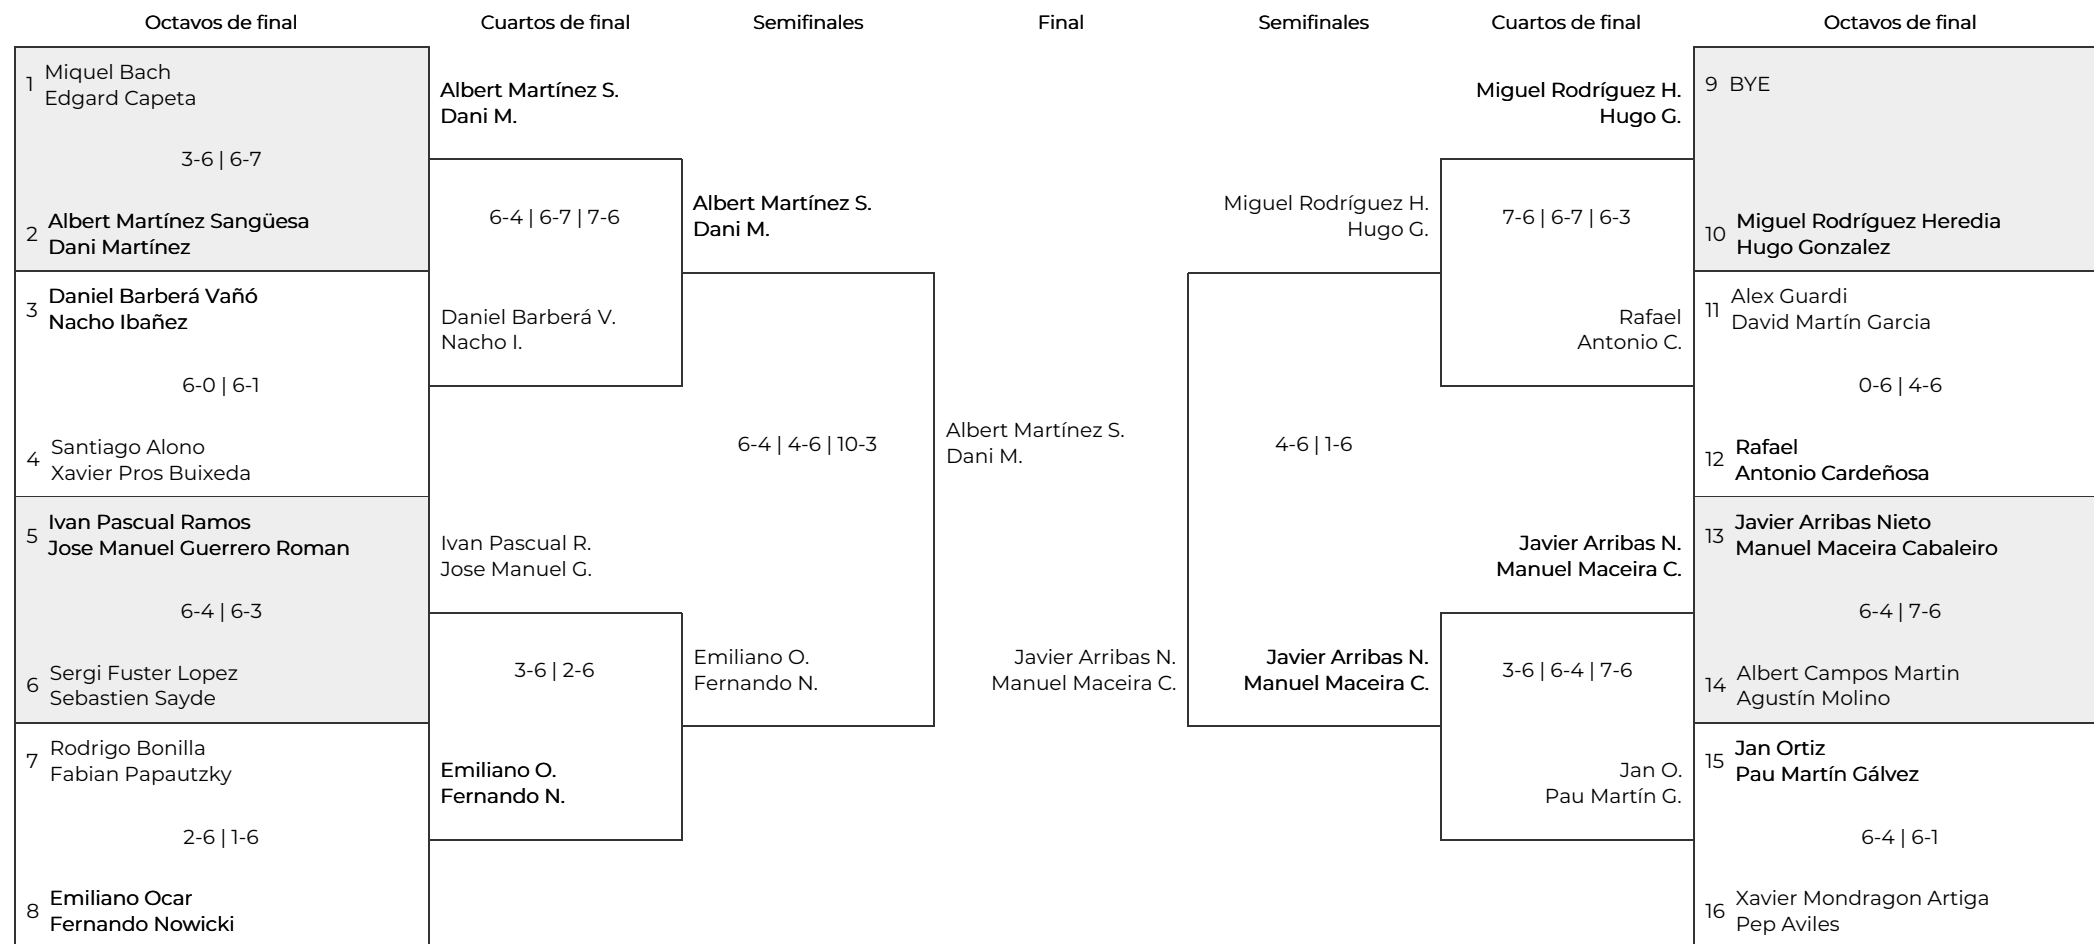 Octavos de final
Cuartos de final
Semifinales
Final
Semifinales
Cuartos de final
Octavos de final
1
Miquel Bach
Edgard Capeta
3-6 | 6-7
2
Albert Martínez Sangüesa
Dani Martínez
3
Daniel Barberá Vañó
Nacho Ibañez
6-0 | 6-1
4
Santiago Alono
Xavier Pros Buixeda
5
Ivan Pascual Ramos
Jose Manuel Guerrero Roman
6-4 | 6-3
6
Sergi Fuster Lopez
Sebastien Sayde
7
Rodrigo Bonilla
Fabian Papautzky
2-6 | 1-6
8
Emiliano Ocar
Fernando Nowicki
Albert Martínez S.
Dani M.
6-4 | 6-7 | 7-6
Daniel Barberá V.
Nacho I.
Ivan Pascual R.
Jose Manuel G.
3-6 | 2-6
Emiliano O.
Fernando N.
Albert Martínez S.
Dani M.
6-4 | 4-6 | 10-3
Emiliano O.
Fernando N.
Albert Martínez S.
Dani M.
Javier Arribas N.
Manuel Maceira C.
Miguel Rodríguez H.
Hugo G.
4-6 | 1-6
Javier Arribas N.
Manuel Maceira C.
Miguel Rodríguez H.
Hugo G.
7-6 | 6-7 | 6-3
Rafael
Antonio C.
Javier Arribas N.
Manuel Maceira C.
3-6 | 6-4 | 7-6
Jan O.
Pau Martín G.
9 BYE
10
Miguel Rodríguez Heredia
Hugo Gonzalez
11
Alex Guardi
David Martín Garcia
0-6 | 4-6
12
Rafael
Antonio Cardeñosa
13
Javier Arribas Nieto
Manuel Maceira Cabaleiro
6-4 | 7-6
14
Albert Campos Martin
Agustín Molino
15
Jan Ortiz
Pau Martín Gálvez
6-4 | 6-1
16
Xavier Mondragon Artiga
Pep Aviles